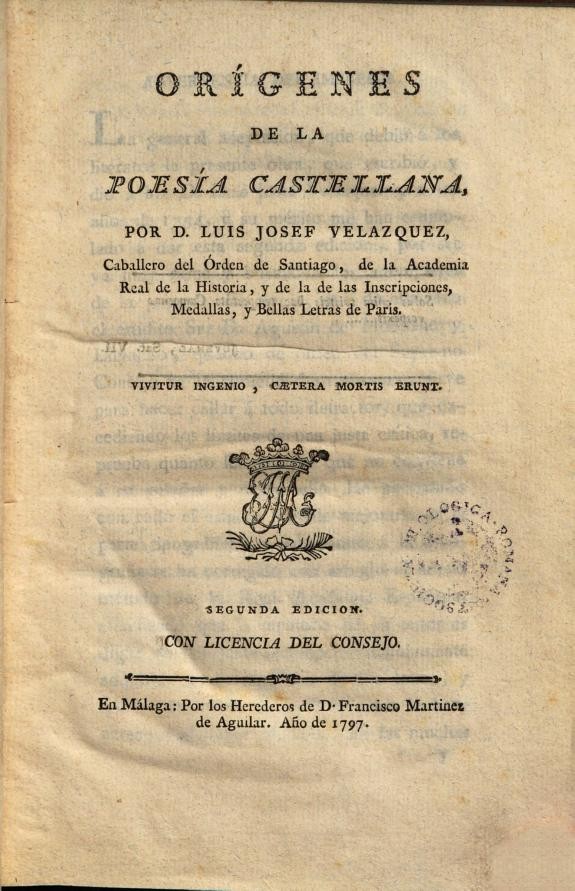 ORÍGENES
DE LA
POESÍA CASTELLANA,
POR D. LUIS JOSEF VELAZQUEZ,
Caballero del Órden de Santiago, de la Academia
Real de la Historia, y de la de las Inscripciones,
Medallas, y Bellas Letras de Paris.
VIVITUR INGENIO, CÆTERA MORTIS ERUNT.
SEGUNDA EDICION.
CON LICENCIA DEL CONSEJO.
En Málaga: Por los Herederos de D. Francisco Martinez
de Aguilar. Año de 1797.